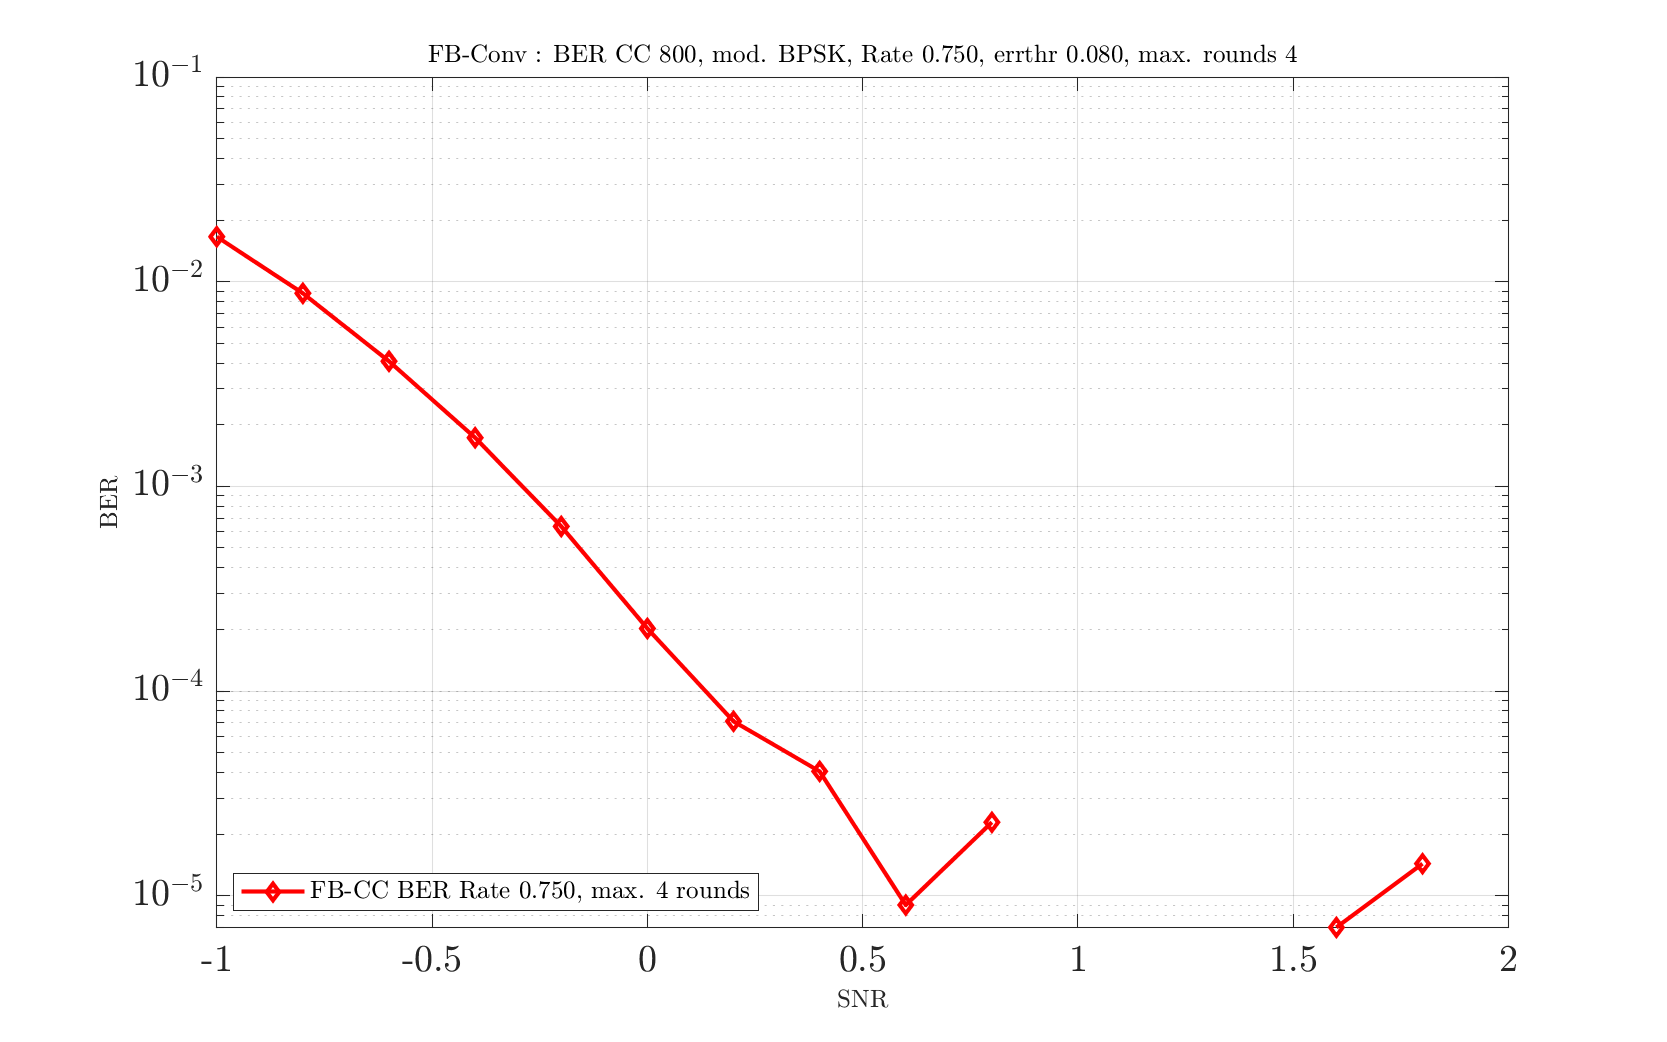 FB-Conv : BER CC 800, mod. BPSK, Rate 0.750, errthr 0.080, max. rounds 4
10^{-1}
10^{-2}
10^{-3}
BER
10^{-4}
10^{-5}
FB-CC BER Rate 0.750, max. 4 rounds
-1 -0.5 0 0.5 1 1.5 2
SNR